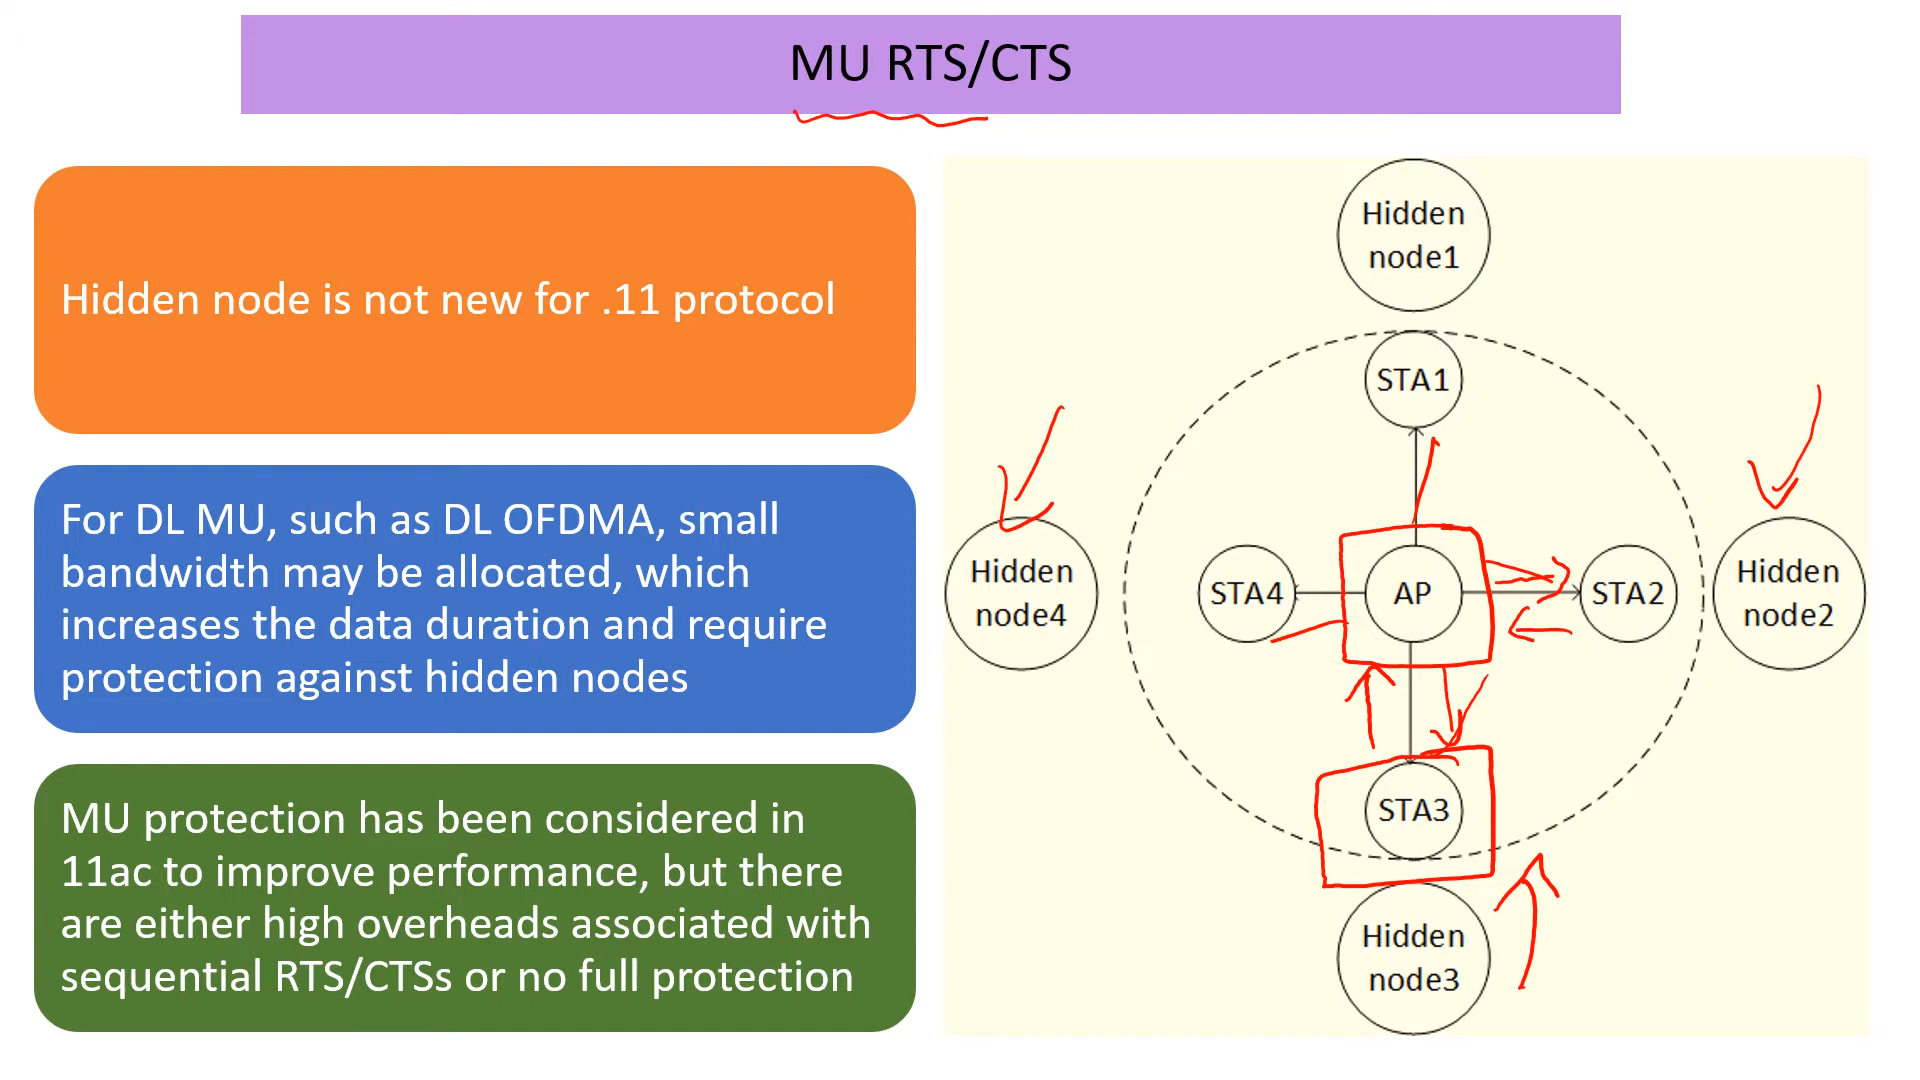 MU RTS/CTS
Hidden node is not new for .11 protocol
For DL MU, such as DL OFDMA, small
bandwidth may be allocated, which
increases the data duration and require
protection against hidden nodes
MU protection has been considered in
11ac to improve performance, but there
are either high overheads associated with
sequential RTS/CTSs or no full protection
Hidden
node1
STA1
Hidden
node4
STA4
AP
STA2
Hidden
node2
STA3
Hidden
node3